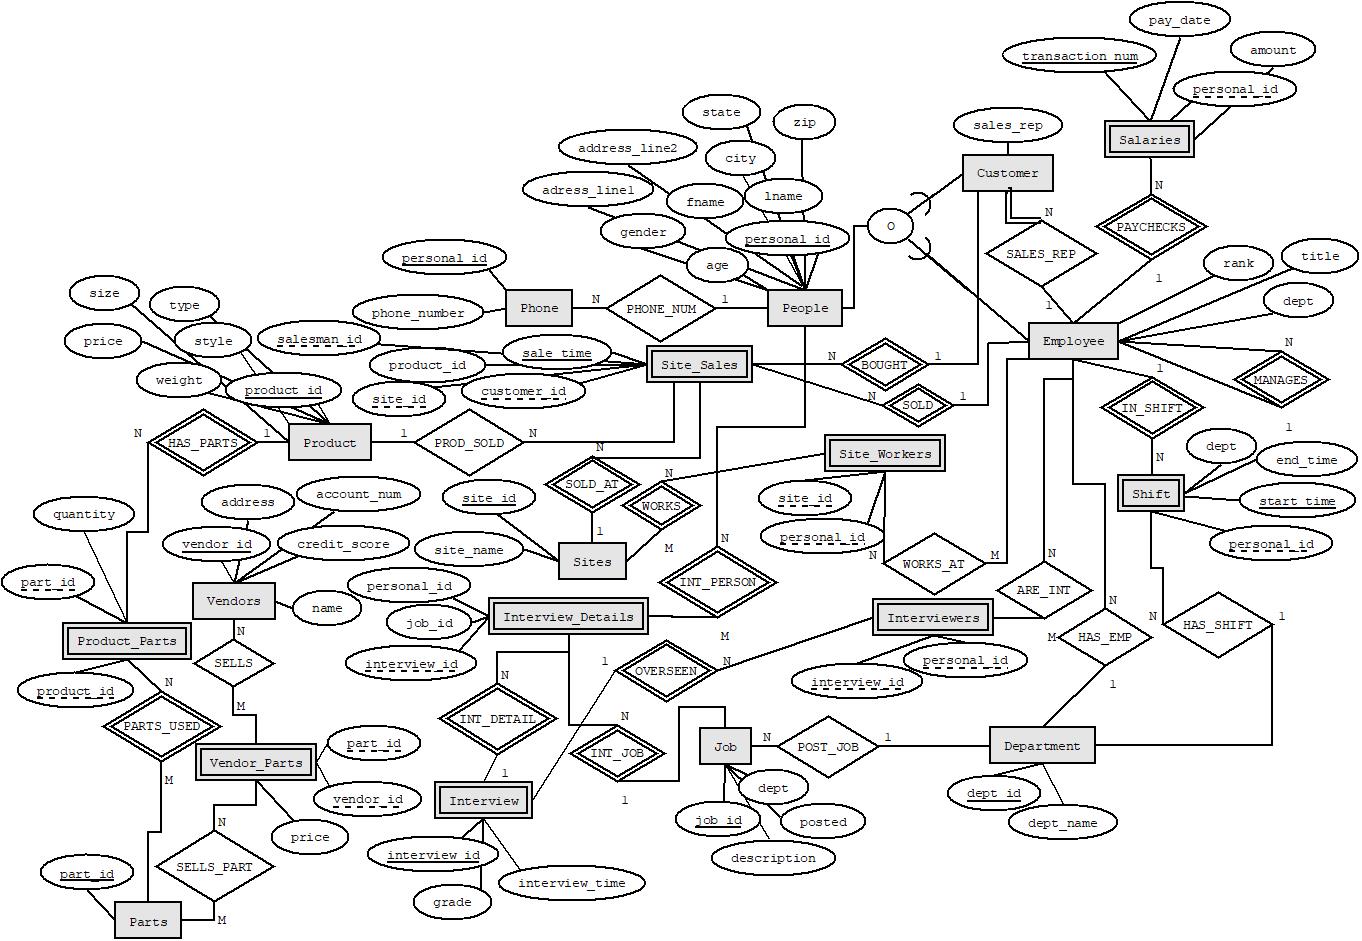 pay_date
transaction_num
amount
personal_id
state
zip
sales_rep
Salaries
address_line2
city
Customer
adress_line1
fname
lname
N
PAYCHECKS
gender
personal_id
O
N
SALES_REP
personal_id
age
rank
title
1
size
type
phone_number
Phone
N
PHONE_NUM
1
People
1
dept
price
style
salesman_id
sale_time
Employee
N
product_id
Site_Sales
N
BOUGHT
1
1
MANAGES
weight
product_id
site_id
customer_id
N
SOLD
1
IN_SHIFT
1
N
HAS_PARTS
1
Product
1
PROD_SOLD
N
N
Site_Workers
dept
end_time
N
SOLD_AT
N
WORKS
Shift
start_time
quantity
address
account_num
site_id
site_id
personal_id
vendor_id
credit_score
site_name
1
Sites
M
N
personal_id
part_id
Vendors
name
personal_id
INT_PERSON
N
WORKS_AT
M
N
ARE_INT
Product_Parts
N
SELLS
job_id
Interview_Details
M
Interviewers
N
M
HAS_EMP
N
HAS_SHIFT
1
product_id
interview_id
1
OVERSEEN
N
personal_id
interview_id
1
N
PARTS_USED
M
N
INT_DETAIL
N
INT_JOB
Job
N
POST_JOB
1
Department
M
Vendor_Parts
part_id
vendor_id
1
Interview
1
dept
dept_id
price
job_id
posted
dept_name
N
SELLS_PART
interview_id
description
part_id
interview_time
grade
Parts
M